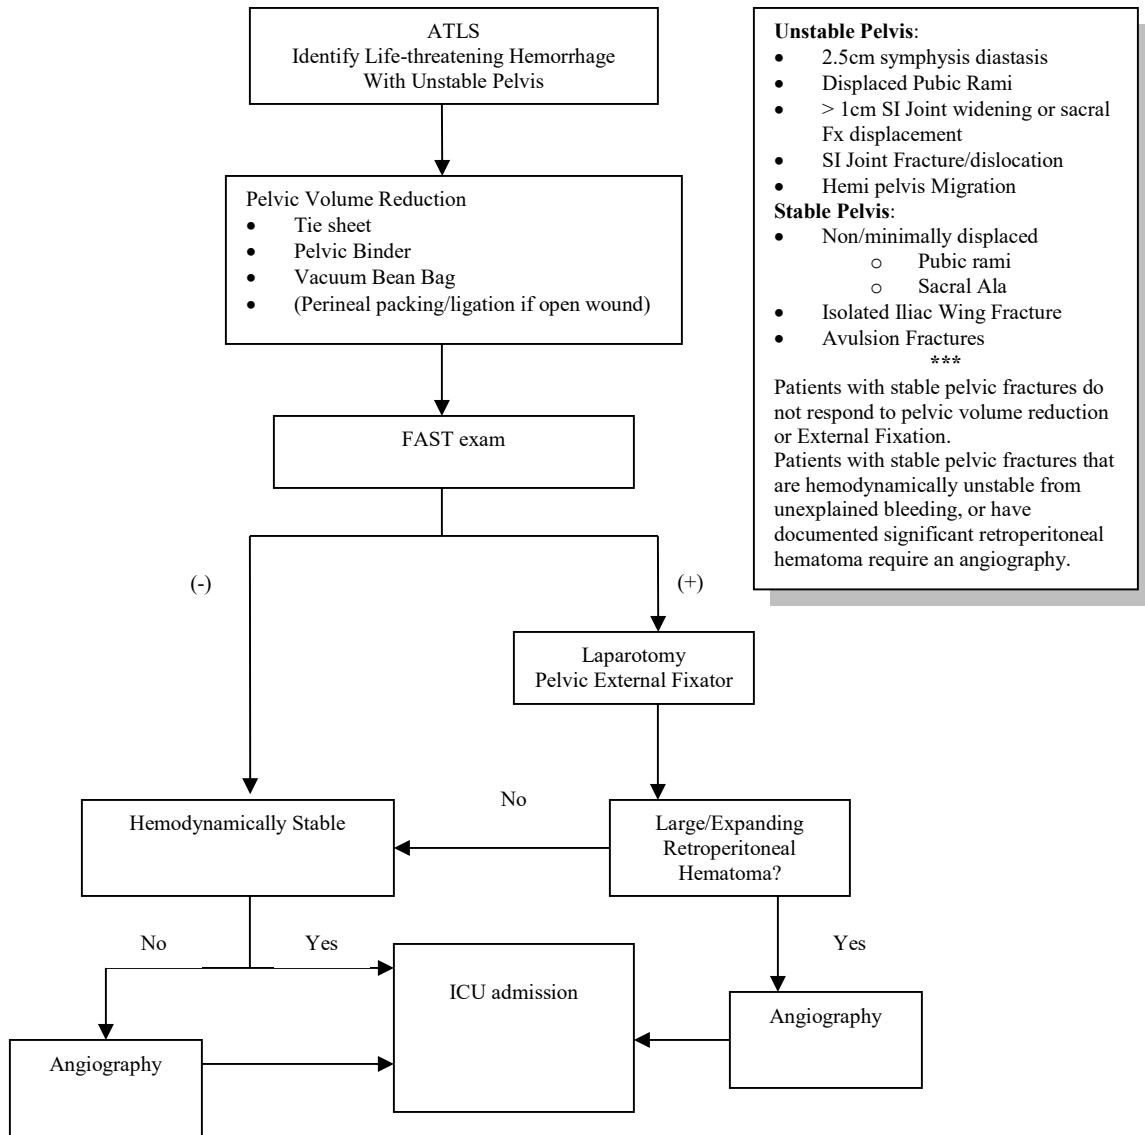 ATLS
Identify Life-threatening Hemorrhage
With Unstable Pelvis
Pelvic Volume Reduction
• Tie sheet
• Pelvic Binder
• Vacuum Bean Bag
• (Perineal packing/ligation if open wound)
FAST exam
(-)
(+)
Laparotomy
Pelvic External Fixator
Hemodynamically Stable
No
Large/Expanding
Retroperitoneal
Hematoma?
No
Yes
Yes
ICU admission
Angiography
Angiography
Unstable Pelvis:
• 2.5cm symphysis diastasis
• Displaced Pubic Rami
• > 1cm SI Joint widening or sacral
Fx displacement
• SI Joint Fracture/dislocation
• Hemi pelvis Migration
Stable Pelvis:
• Non/minimally displaced
o Pubic rami
o Sacral Ala
• Isolated Iliac Wing Fracture
• Avulsion Fractures
***
Patients with stable pelvic fractures do
not respond to pelvic volume reduction
or External Fixation.
Patients with stable pelvic fractures that
are hemodynamically unstable from
unexplained bleeding, or have
documented significant retroperitoneal
hematoma require an angiography.